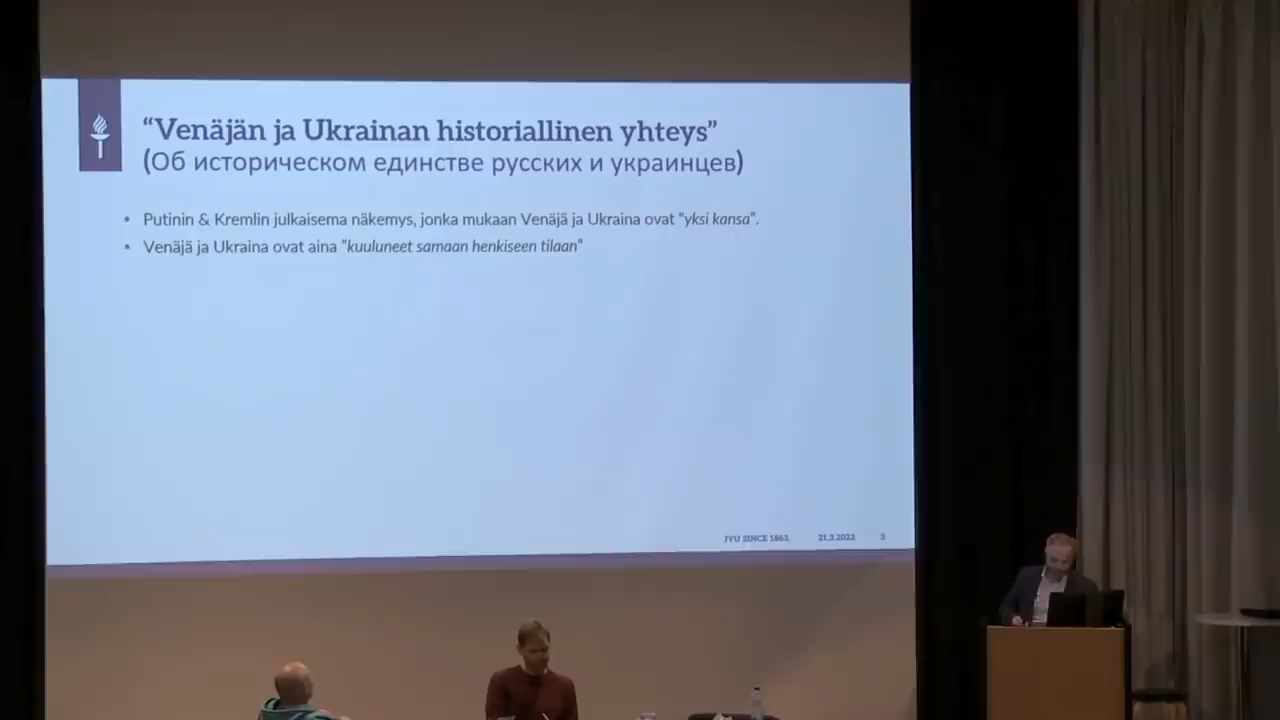 “Venäjän ja Ukrainan historiallinen yhteys”
(Об историческом единстве русских и украинцев)
• Putinin & Kremlin julkaisema näkemys, jonka mukaan Venäjä ja Ukraina ovat “yksi kansa”.
• Venäjä ja Ukraina ovat aina ”kuuluneet samaan henkiseen tilaan”
JYU SINCE 1863. 21.3.2022 3